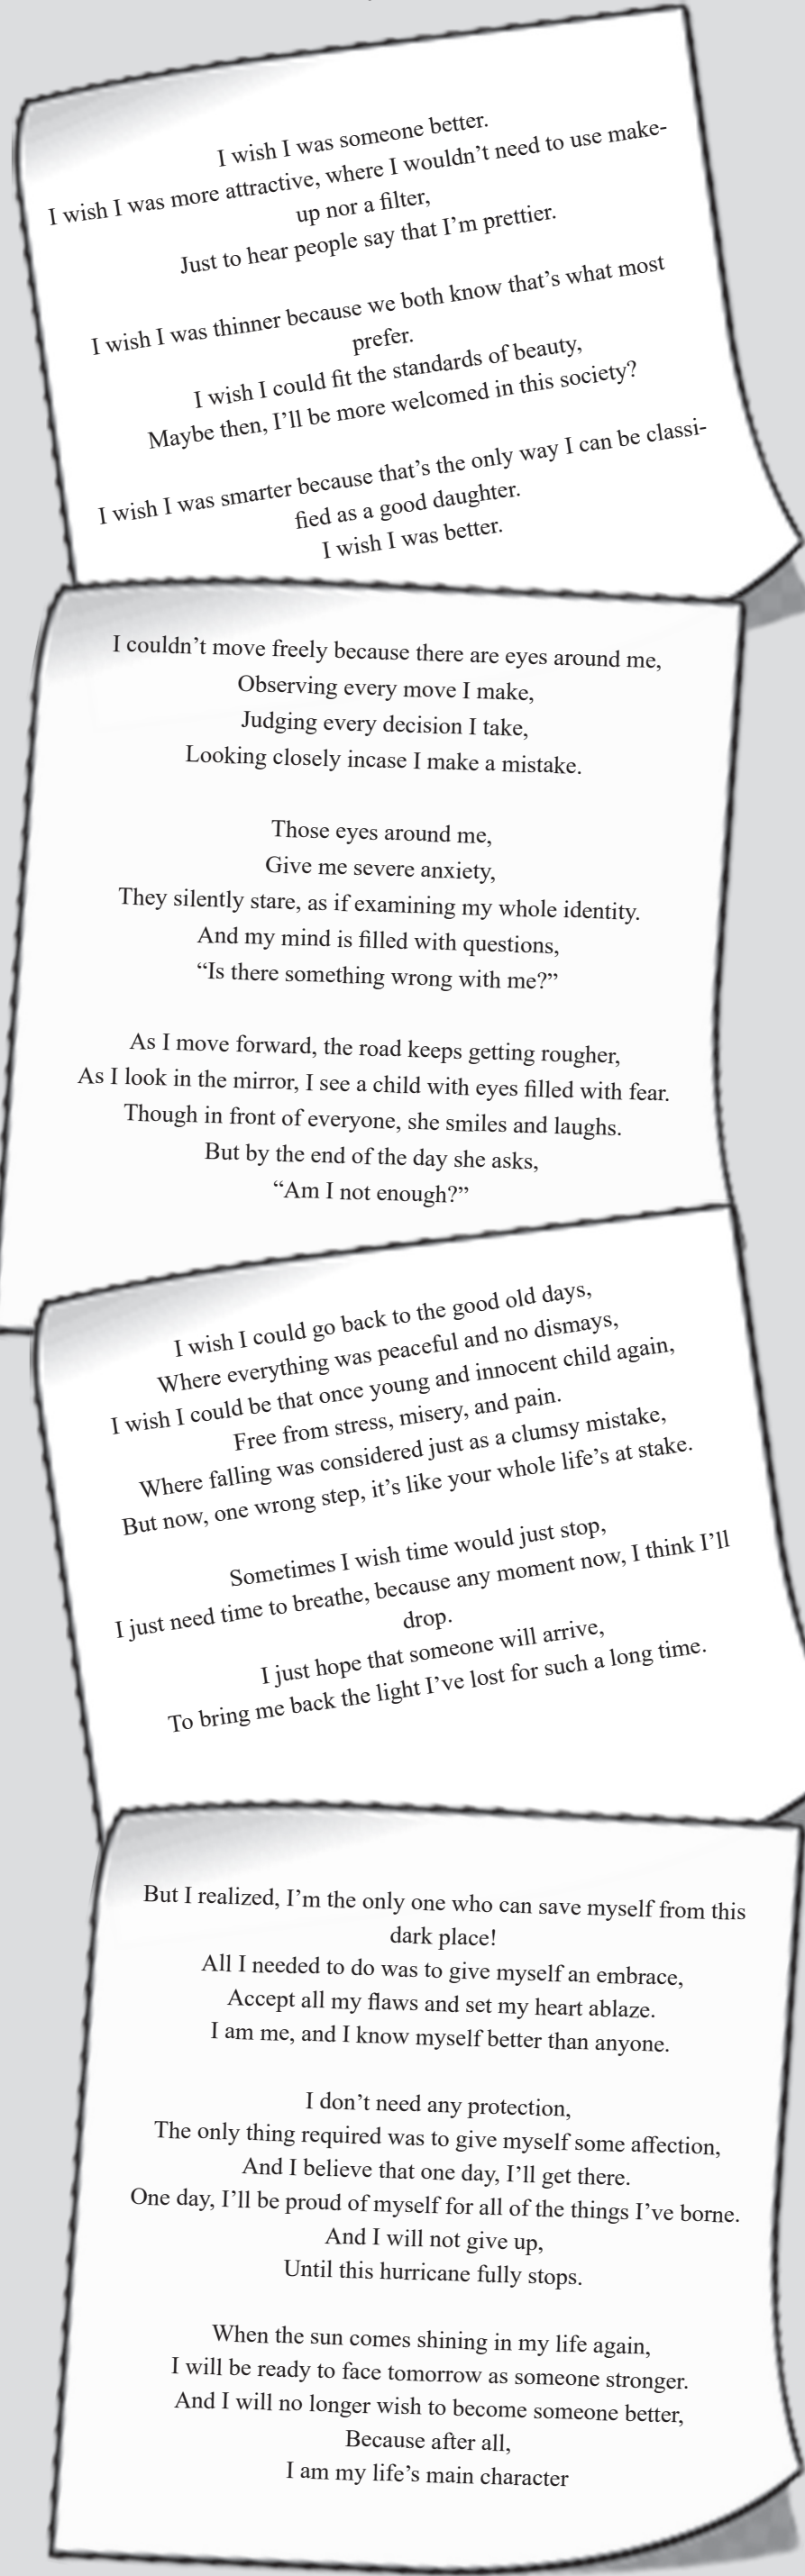 I wish I was someone better.
I wish I was more attractive, where I wouldn’t need to use make-
up nor a filter,
Just to hear people say that I’m prettier.
I wish I was thinner because we both know that’s what most
prefer.
I wish I could fit the standards of beauty,
Maybe then, I’ll be more welcomed in this society?
I wish I was smarter because that’s the only way I can be classi-
fied as a good daughter.
I wish I was better.
I couldn’t move freely because there are eyes around me,
Observing every move I make,
Judging every decision I take,
Looking closely incase I make a mistake.
Those eyes around me,
Give me severe anxiety,
They silently stare, as if examining my whole identity.
And my mind is filled with questions,
“Is there something wrong with me?”
As I move forward, the road keeps getting rougher,
As I look in the mirror, I see a child with eyes filled with fear.
Though in front of everyone, she smiles and laughs.
But by the end of the day she asks,
“Am I not enough?”
I wish I could go back to the good old days,
Where everything was peaceful and no dismays,
I wish I could be that once young and innocent child again,
Free from stress, misery, and pain.
Where falling was considered just as a clumsy mistake,
But now, one wrong step, it’s like your whole life’s at stake.
Sometimes I wish time would just stop,
I just need time to breathe, because any moment now, I think I’ll
drop.
I just hope that someone will arrive,
To bring me back the light I’ve lost for such a long time.
But I realized, I’m the only one who can save myself from this
dark place!
All I needed to do was to give myself an embrace,
Accept all my flaws and set my heart ablaze.
I am me, and I know myself better than anyone.
I don’t need any protection,
The only thing required was to give myself some affection,
And I believe that one day, I’ll get there.
One day, I’ll be proud of myself for all of the things I’ve borne.
And I will not give up,
Until this hurricane fully stops.
When the sun comes shining in my life again,
I will be ready to face tomorrow as someone stronger.
And I will no longer wish to become someone better,
Because after all,
I am my life’s main character